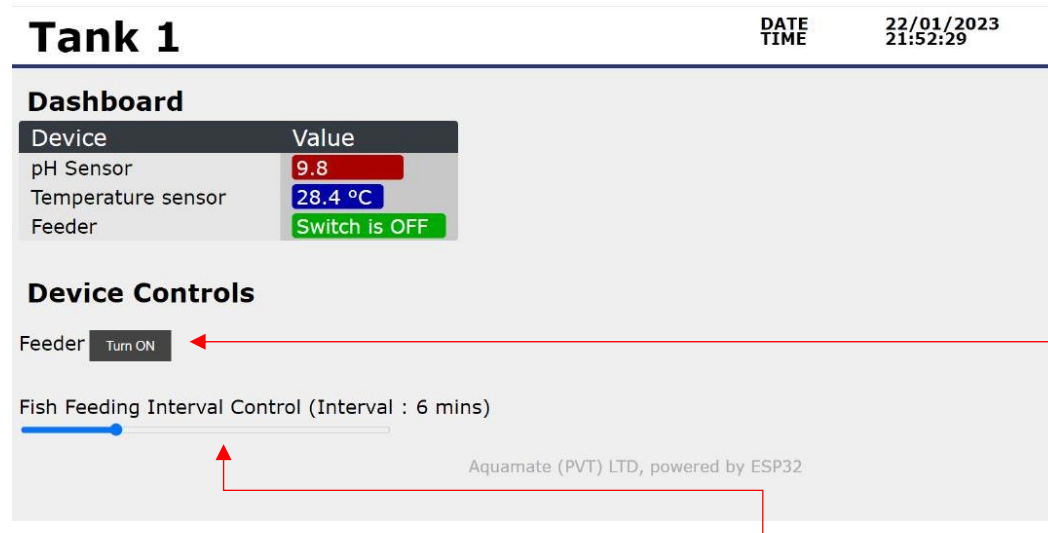 Tank 1
DATE 22/01/2023
TIME 21:52:29
Dashboard
Device Value
pH Sensor 9.8
Temperature sensor 28.4 ºC
Feeder Switch is OFF
Device Controls
Feeder Turn ON
Fish Feeding Interval Control (Interval : 6 mins)
Aquamate (PVT) LTD, powered by ESP32